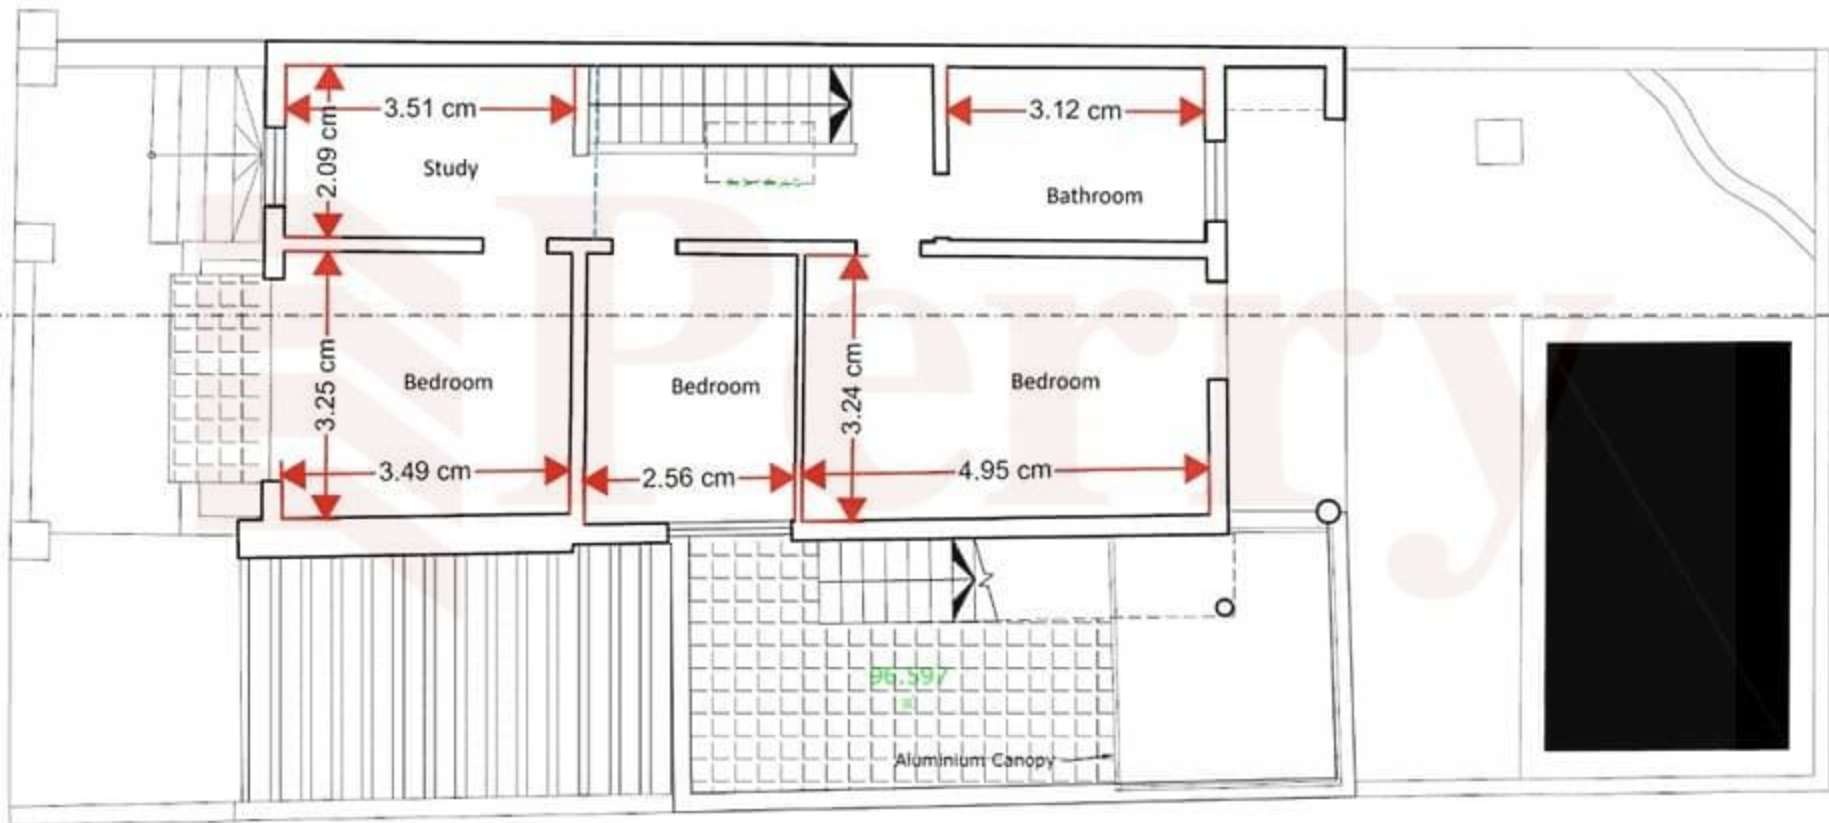 3.51 cm
3.12 cm
2.09 cm
Study
Bathroom
3.25 cm
Bedroom
Bedroom
3.24 cm
Bedroom
3.49 cm
2.56 cm
4.95 cm
96.597
Aluminium Canopy
Perry